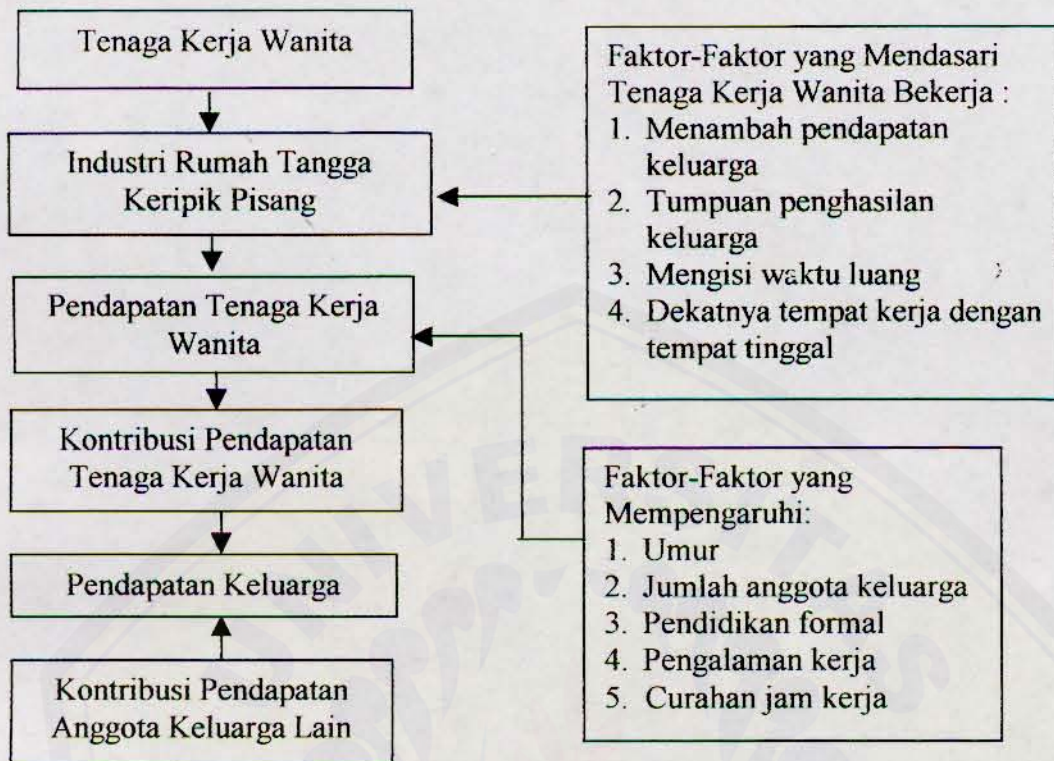 Tenaga Kerja Wanita
Industri Rumah Tangga
Keripik Pisang
Pendapatan Tenaga Kerja
Wanita
Kontribusi Pendapatan
Tenaga Kerja Wanita
Pendapatan Keluarga
Kontribusi Pendapatan
Anggota Keluarga Lain
Faktor-Faktor yang Mendasari
Tenaga Kerja Wanita Bekerja :
1. Menambah pendapatan
keluarga
2. Tumpuan penghasilan
keluarga
3. Mengisi waktu luang
4. Dekatnya tempat kerja dengan
tempat tinggal
Faktor-Faktor yang
Mempengaruhi:
1. Umur
2. Jumlah anggota keluarga
3. Pendidikan formal
4. Pengalaman kerja
5. Curahan jam kerja